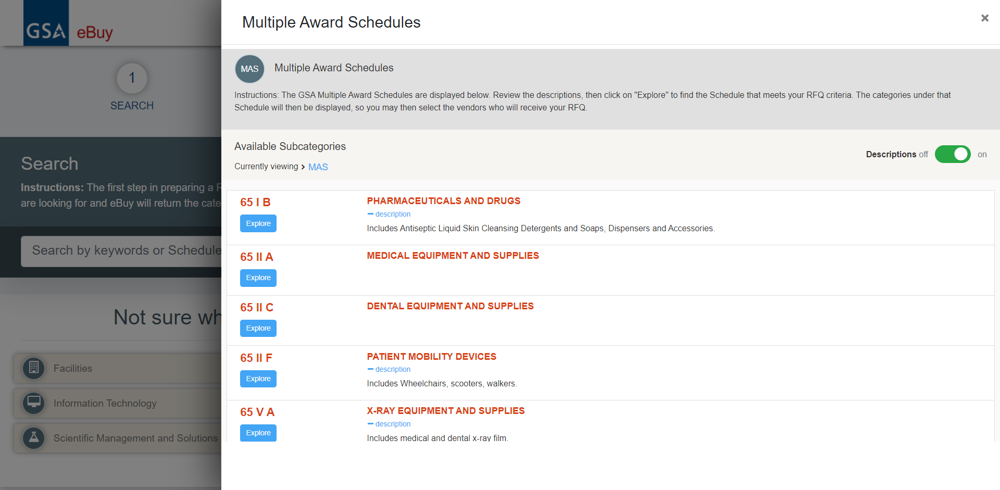 GSA eBuy
1
SEARCH
Search
Instructions: The first step in preparing a
are looking for and eBuy will return the cate
Search by keywords or Schedule
Not sure wh
Facilities
Information Technology
Scientific Management and Solutions
Multiple Award Schedules
×
MAS
Multiple Award Schedules
Instructions: The GSA Multiple Award Schedules are displayed below. Review the descriptions, then click on "Explore" to find the Schedule that meets your RFQ criteria. The categories under that
Schedule will then be displayed, so you may then select the vendors who will receive your RFQ.
Available Subcategories
Currently viewing > MAS
Descriptions off on
65 I B
PHARMACEUTICALS AND DRUGS
Explore
description
Includes Antiseptic Liquid Skin Cleansing Detergents and Soaps, Dispensers and Accessories.
65 II A
MEDICAL EQUIPMENT AND SUPPLIES
Explore
65 II C
DENTAL EQUIPMENT AND SUPPLIES
Explore
65 II F
PATIENT MOBILITY DEVICES
Explore
description
Includes Wheelchairs, scooters, walkers.
65 V A
X-RAY EQUIPMENT AND SUPPLIES
Explore
description
Includes medical and dental x-ray film.